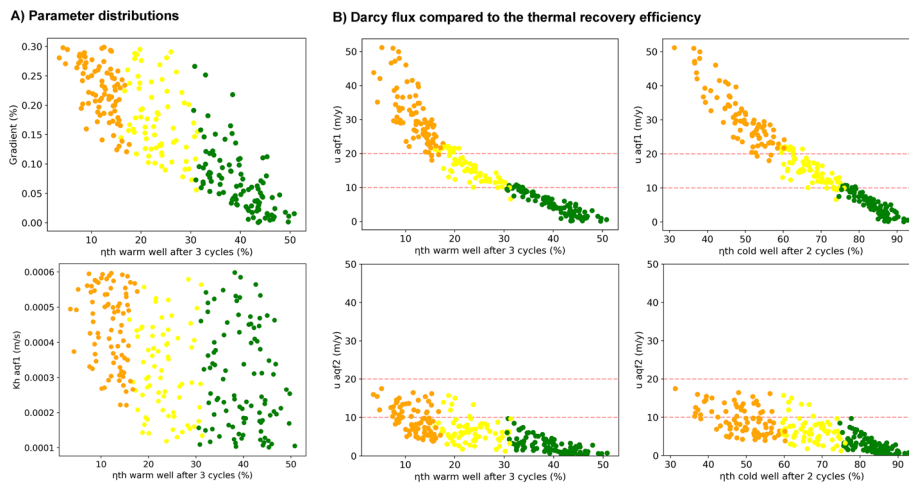 A) Parameter distributions
B) Darcy flux compared to the thermal recovery efficiency
Gradient (%)
0.30
0.25
0.20
0.15
0.10
0.05
0.00
10 20 30 40 50
ηth warm well after 3 cycles (%)
u aqf1 (m/y)
50
40
30
20
10
0
10 20 30 40 50
ηth warm well after 3 cycles (%)
u aqf1 (m/y)
50
40
30
20
10
0
30 40 50 60 70 80 90
ηth cold well after 2 cycles (%)
Kh aqf1 (m/s)
0.0006
0.0005
0.0004
0.0003
0.0002
0.0001
10 20 30 40 50
ηth warm well after 3 cycles (%)
u aqf2 (m/y)
50
40
30
20
10
0
10 20 30 40 50
ηth warm well after 3 cycles (%)
u aqf2 (m/y)
50
40
30
20
10
0
30 40 50 60 70 80 90
ηth cold well after 2 cycles (%)